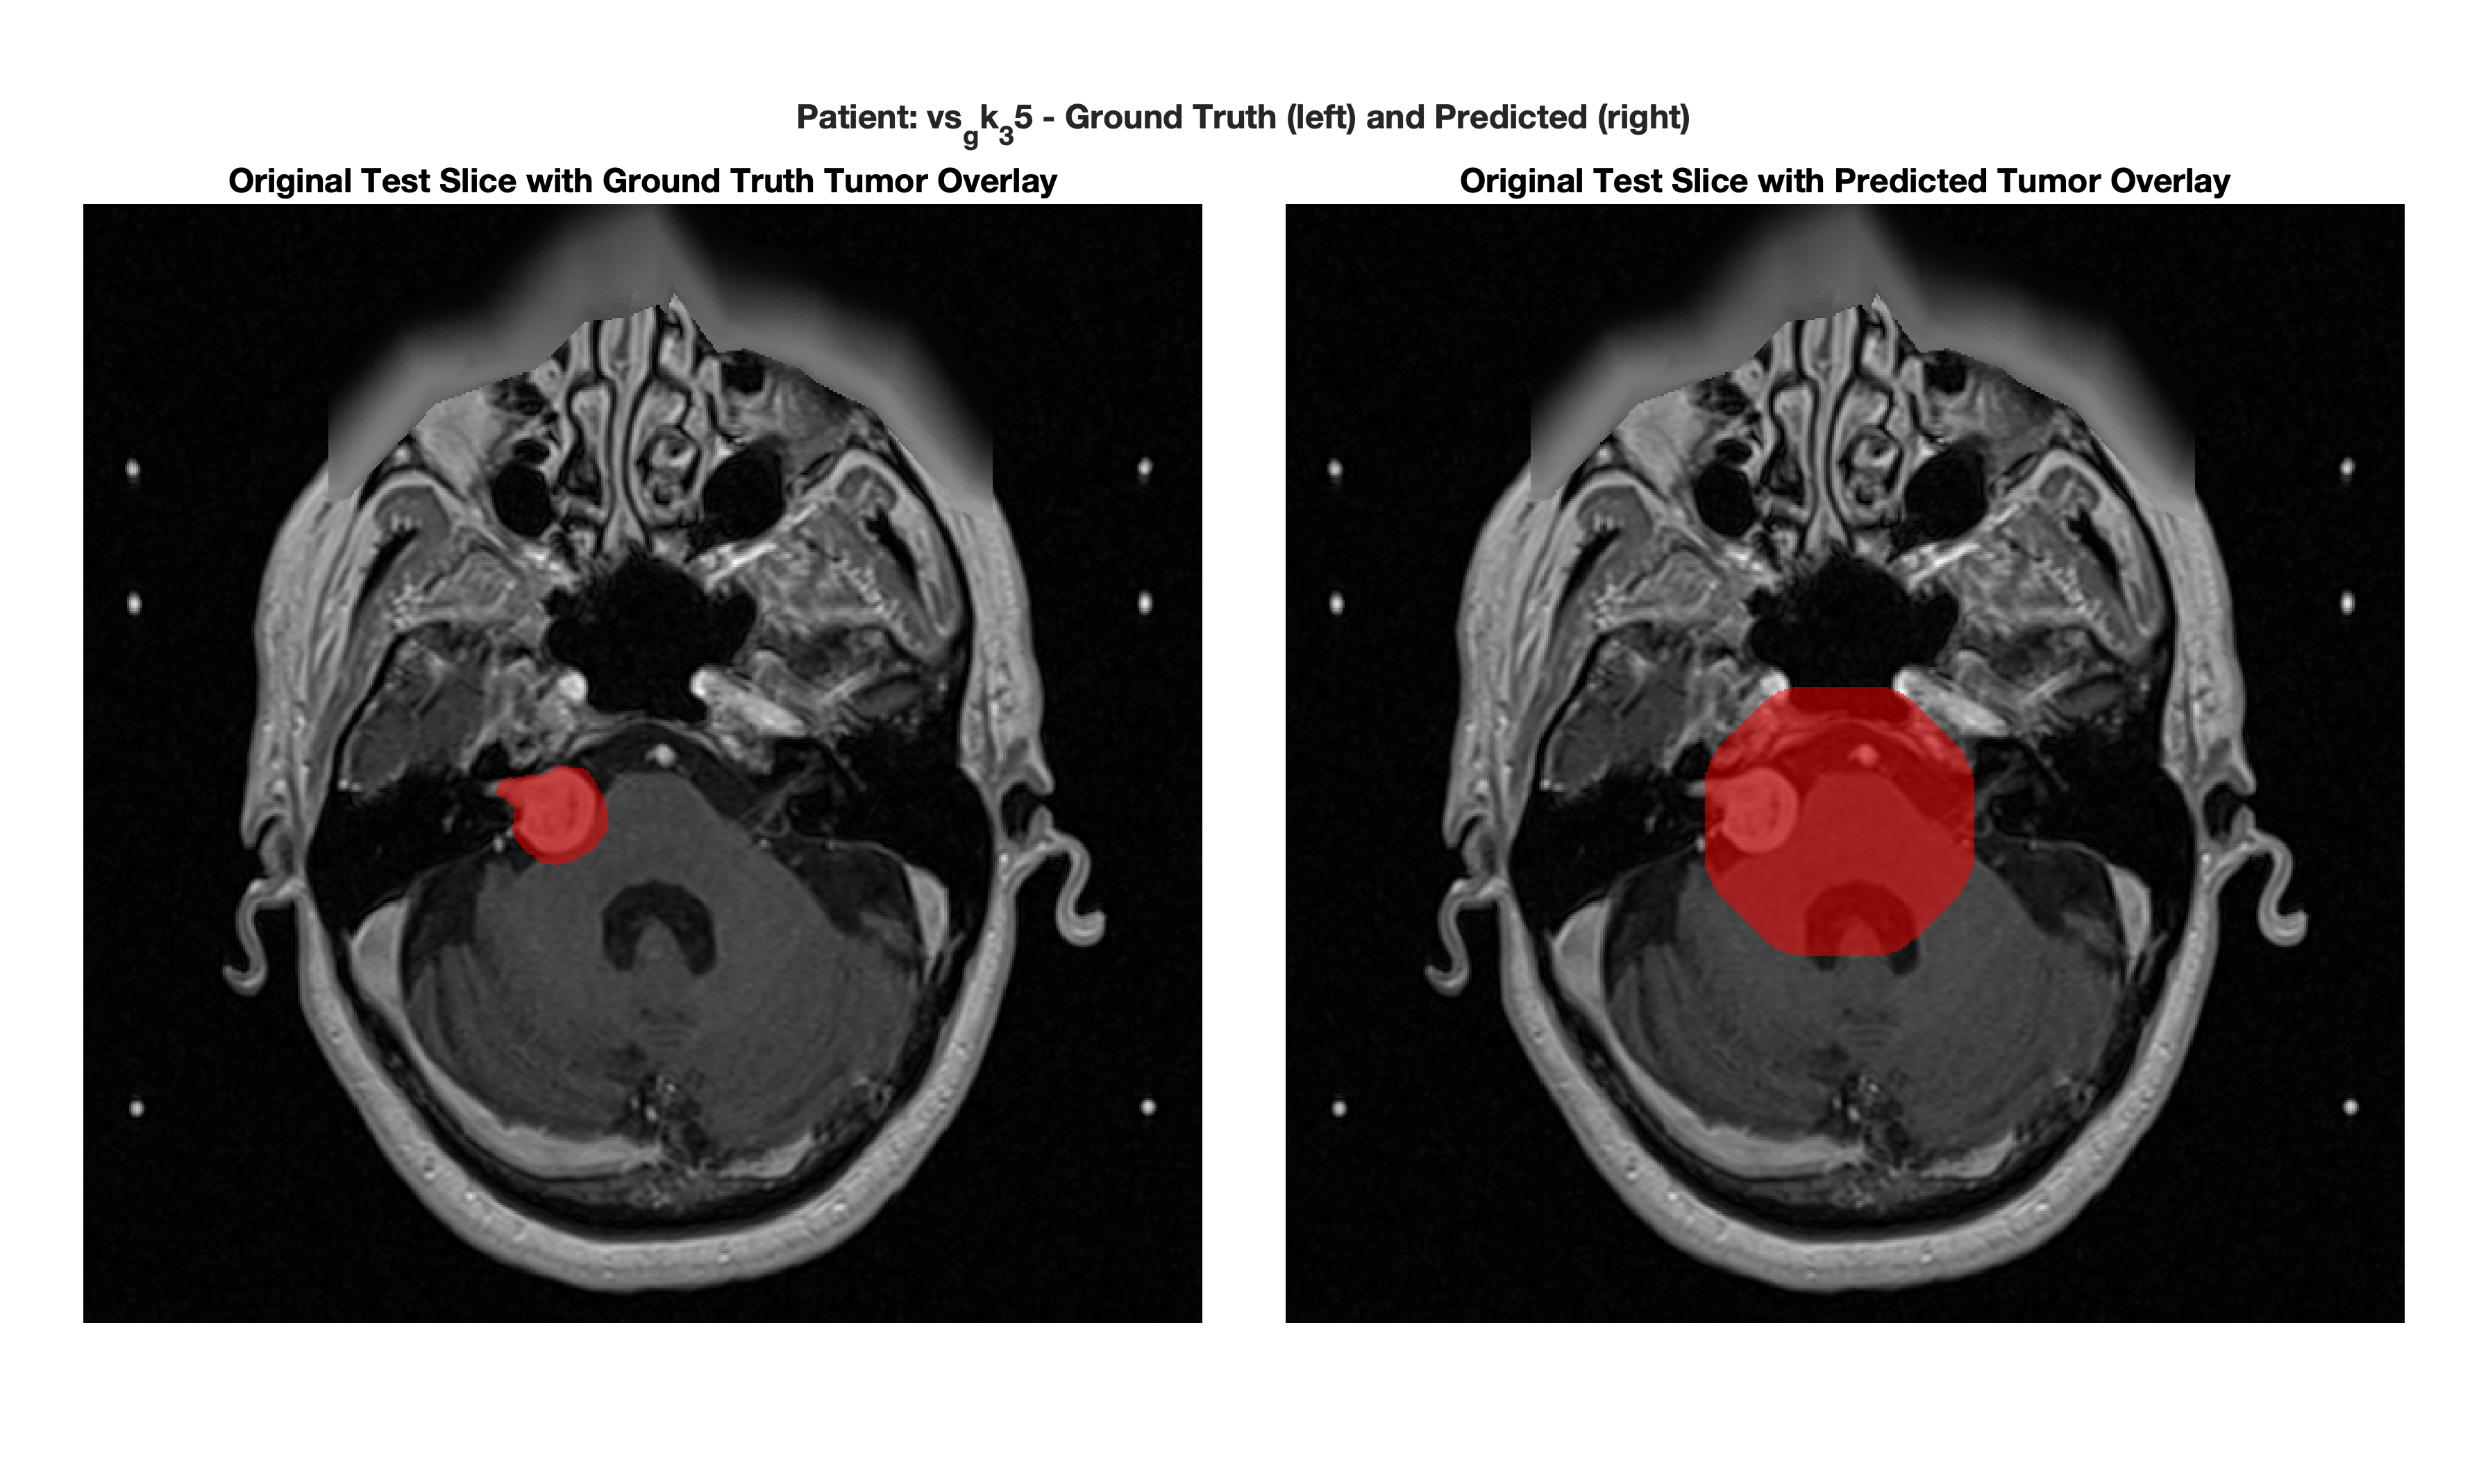 Patient: vsgk35 - Ground Truth (left) and Predicted (right)
Original Test Slice with Ground Truth Tumor Overlay
Original Test Slice with Predicted Tumor Overlay